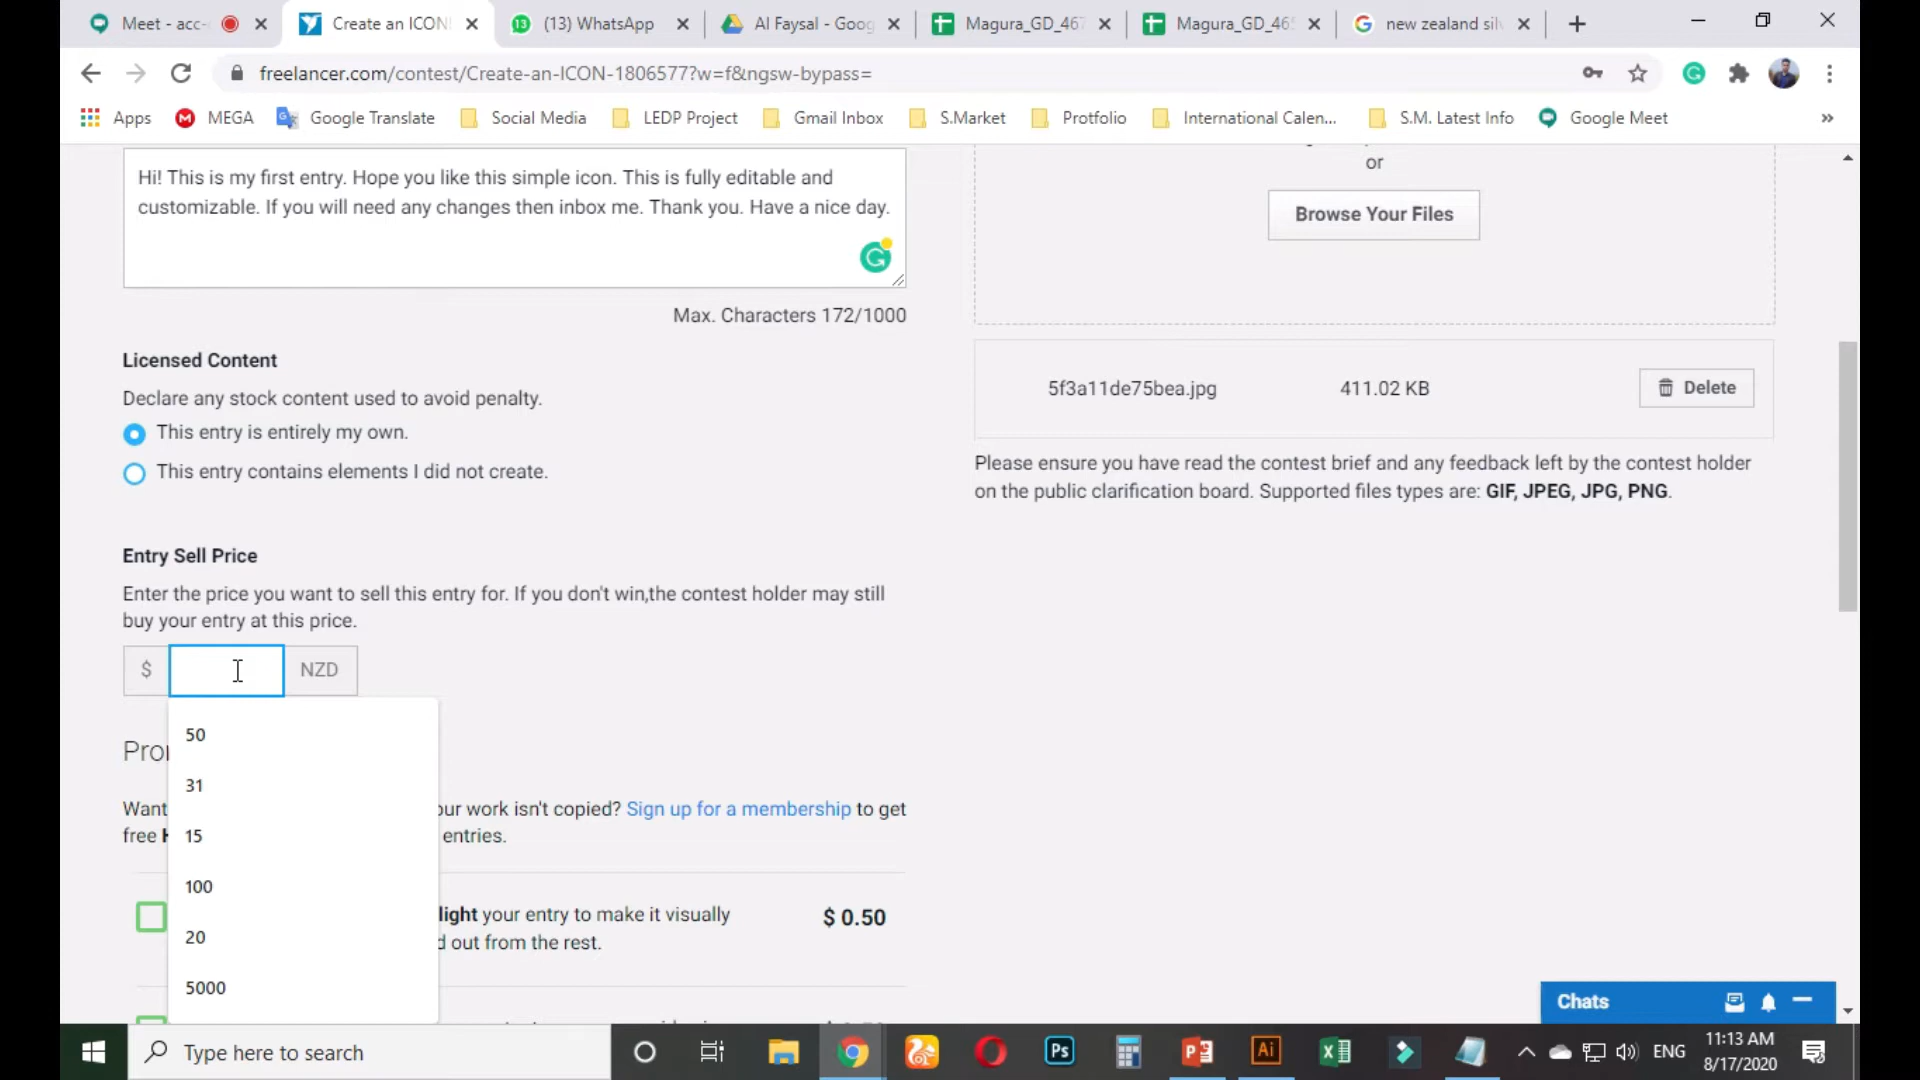 Meet - acc-
Create an ICON
(13) WhatsApp
Al Faysal - Goog
Magura_GD_467
Magura_GD_465
new zealand silv
freelancer.com/contest/Create-an-ICON-1806577?w=f&ngsw-bypass=
Apps
MEGA
Google Translate
Social Media
LEDP Project
Gmail Inbox
S.Market
Protfolio
International Calen...
S.M. Latest Info
Google Meet
»
Hi! This is my first entry. Hope you like this simple icon. This is fully editable and
customizable. If you will need any changes then inbox me. Thank you. Have a nice day.
Max. Characters 172/1000
or
Browse Your Files
5f3a11de75bea.jpg
411.02 KB
Delete
Please ensure you have read the contest brief and any feedback left by the contest holder
on the public clarification board. Supported files types are: GIF, JPEG, JPG, PNG.
Licensed Content
Declare any stock content used to avoid penalty.
This entry is entirely my own.
This entry contains elements I did not create.
Entry Sell Price
Enter the price you want to sell this entry for. If you don't win,the contest holder may still
buy your entry at this price.
$ NZD
50
31
15
100
20
5000
Want our work isn't copied? Sign up for a membership to get
free entries.
light your entry to make it visually
$ 0.50
d out from the rest.
Chats
Type here to search
Ps
Ai
ENG
11:13 AM
8/17/2020